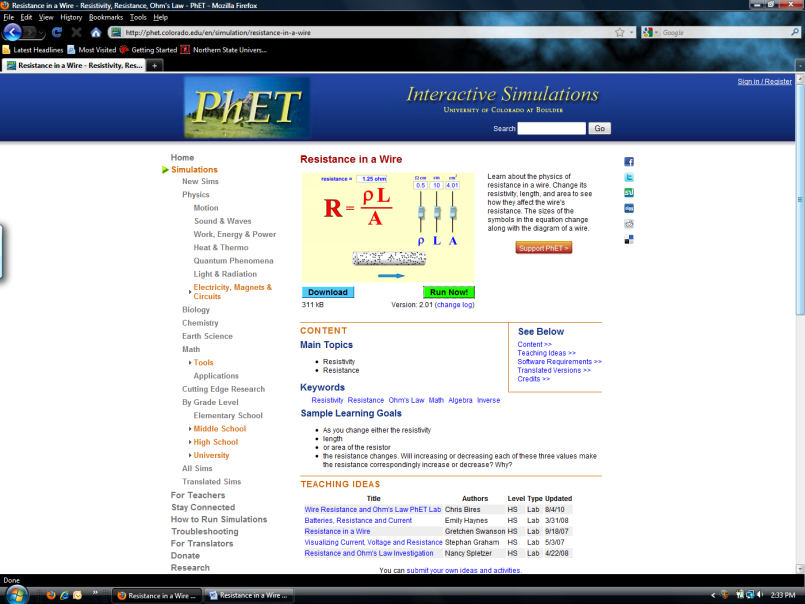 Resistance in a Wire - Resistivity, Resistance, Ohm's Law - PhET - Mozilla Firefox
File Edit View History Bookmarks Tools Help
http://phet.colorado.edu/en/simulation/resistance-in-a-wire
Google
Latest Headlines Most Visited Getting Started Northern State Univers...
Resistance in a Wire - Resistivity, Res...
Sign in / Register
PhET
Interactive Simulations
University of Colorado at Boulder
Search Go
Home
Simulations
New Sims
Physics
Motion
Sound & Waves
Work, Energy & Power
Heat & Thermo
Quantum Phenomena
Light & Radiation
Electricity, Magnets &
Circuits
Biology
Chemistry
Earth Science
Math
Tools
Applications
Cutting Edge Research
By Grade Level
Elementary School
Middle School
High School
University
All Sims
Translated Sims
For Teachers
Stay Connected
How to Run Simulations
Troubleshooting
For Translators
Donate
Research
Resistance in a Wire
resistance = 1.25 ohm
Ω cm cm cm²
0.5 10 4.01
R = ρ L
A
ρ L A
Learn about the physics of
resistance in a wire. Change its
resistivity, length, and area to see
how they affect the wire's
resistance. The sizes of the
symbols in the equation change
along with the diagram of a wire.
Support PhET >
Download Run Now!
311 kB Version: 2.01 (change log)
CONTENT
Main Topics
Resistivity
Resistance
Keywords
Resistivity Resistance Ohm's Law Math Algebra Inverse
Sample Learning Goals
As you change either the resistivity
length
or area of the resistor
the resistance changes. Will increasing or decreasing each of these three values make
the resistance correspondingly increase or decrease? Why?
See Below
Content >>
Teaching Ideas >>
Software Requirements >>
Translated Versions >>
Credits >>
TEACHING IDEAS
Title Authors Level Type Updated
Wire Resistance and Ohm's Law PhET Lab Chris Bires HS Lab 8/4/10
Batteries, Resistance and Current Emily Haynes HS Lab 3/31/08
Resistance in a Wire Gretchen Swanson HS Lab 9/18/07
Visualizing Current, Voltage and Resistance Stephan Graham HS Lab 5/3/07
Resistance and Ohm's Law Investigation Nancy Spletzer HS Lab 4/22/08
You can submit your own ideas and activities.
Done
Resistance in a Wire ... Resistance in a Wire ... 2:33 PM